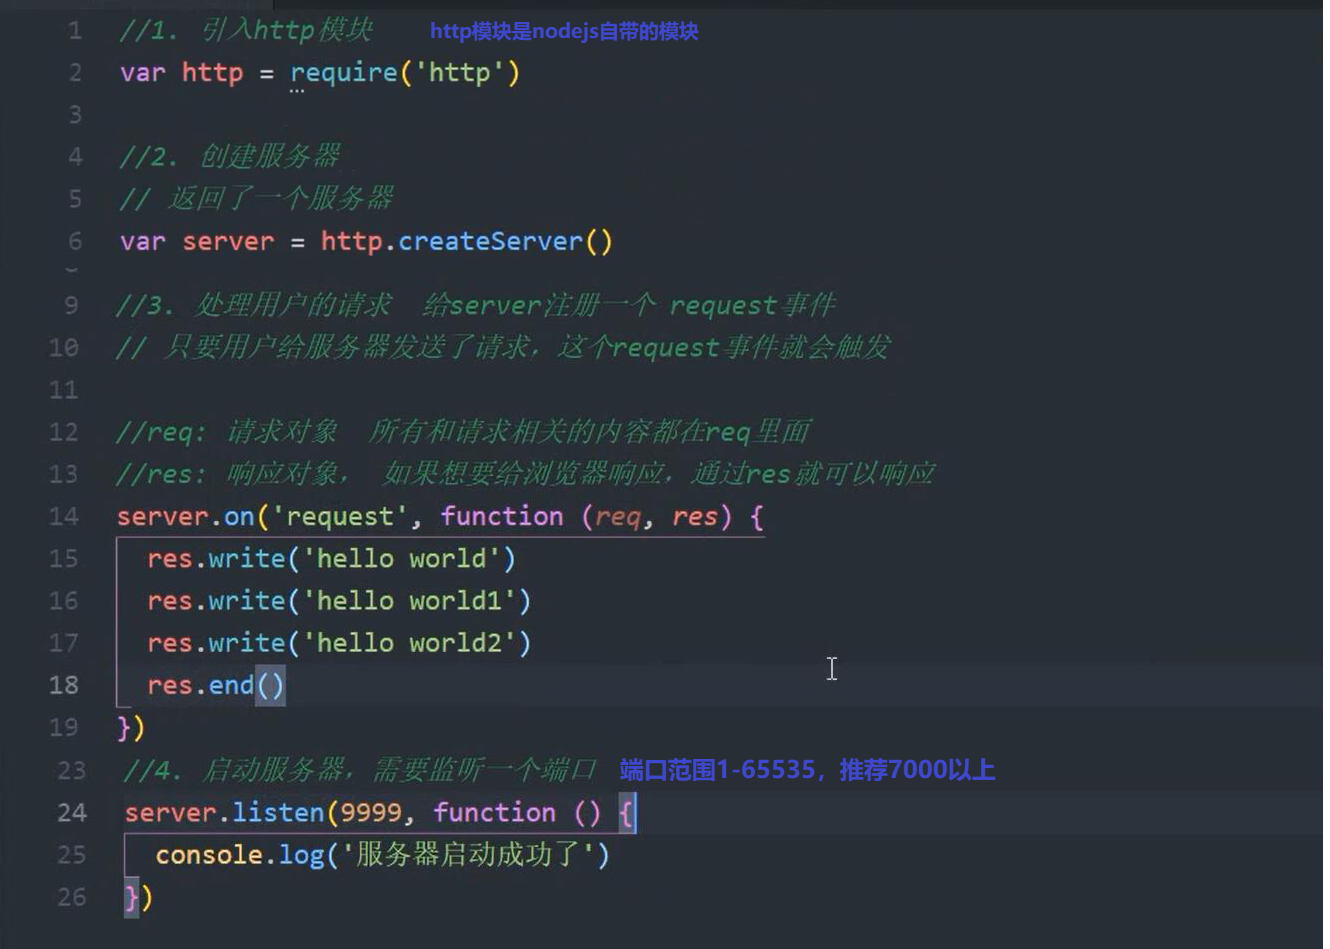 1 //1. 引入http模块 http模块是nodejs自带的模块
2 var http = require('http')
3
4 //2. 创建服务器
5 // 返回了一个服务器
6 var server = http.createServer()
9 //3. 处理用户的请求 给server注册一个 request事件
10 // 只要用户给服务器发送了请求，这个request事件就会触发
11
12 //req: 请求对象 所有和请求相关的内容都在req里面
13 //res: 响应对象， 如果想要给浏览器响应，通过res就可以响应
14 server.on('request', function (req, res) {
15 res.write('hello world')
16 res.write('hello world1')
17 res.write('hello world2')
18 res.end()
19 })
23 //4. 启动服务器，需要监听一个端口 端口范围1-65535，推荐7000以上
24 server.listen(9999, function () {
25 console.log('服务器启动成功了')
26 })